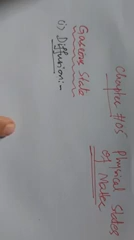 Chapter #05 Physical States
of Matter
Gaseous State
(i) Diffusion:-